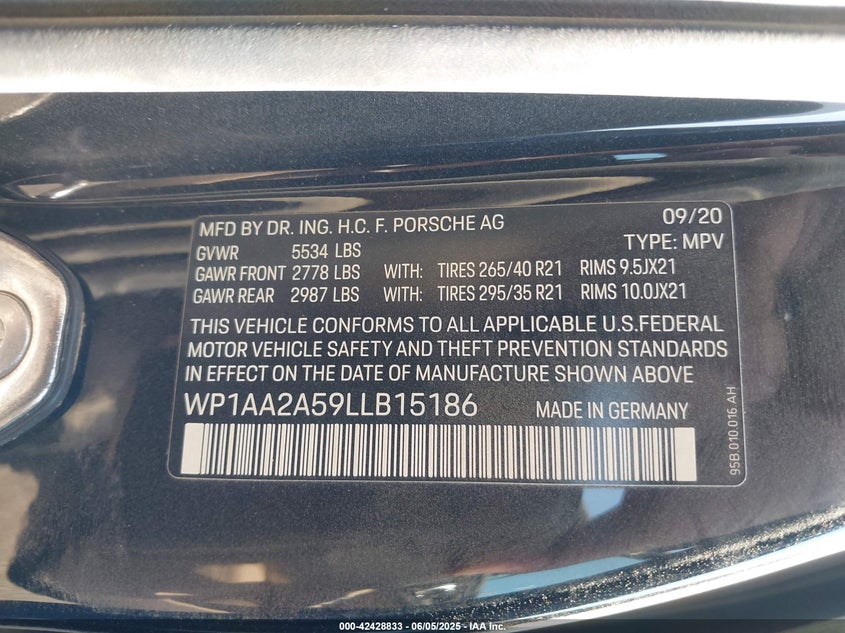 MFD BY DR. ING. H.C. F. PORSCHE AG 09/20
GVWR 5534 LBS TYPE: MPV
GAWR FRONT 2778 LBS WITH: TIRES 265/40 R21 RIMS 9.5JX21
GAWR REAR 2987 LBS WITH: TIRES 295/35 R21 RIMS 10.0JX21
THIS VEHICLE CONFORMS TO ALL APPLICABLE U.S.FEDERAL
MOTOR VEHICLE SAFETY AND THEFT PREVENTION STANDARDS
IN EFFECT ON THE DATE OF MANUFACTURE SHOWN ABOVE
WP1AA2A59LLB15186 MADE IN GERMANY
95B.010.016.AH
000-42428833 - 06/05/2025 - IAA Inc.